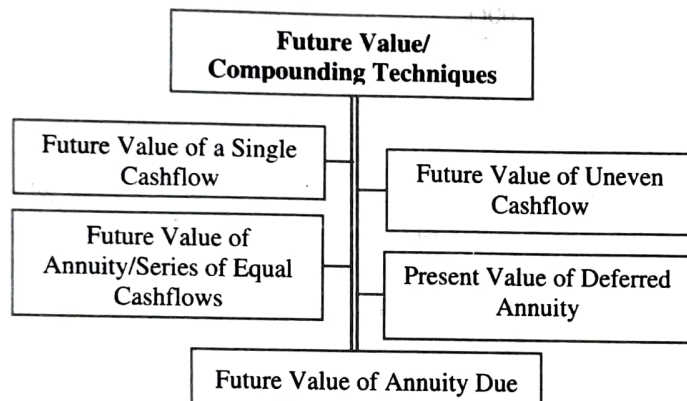 Future Value/
Compounding Techniques
Future Value of a Single
Cashflow
Future Value of Uneven
Cashflow
Future Value of
Annuity/Series of Equal
Cashflows
Present Value of Deferred
Annuity
Future Value of Annuity Due